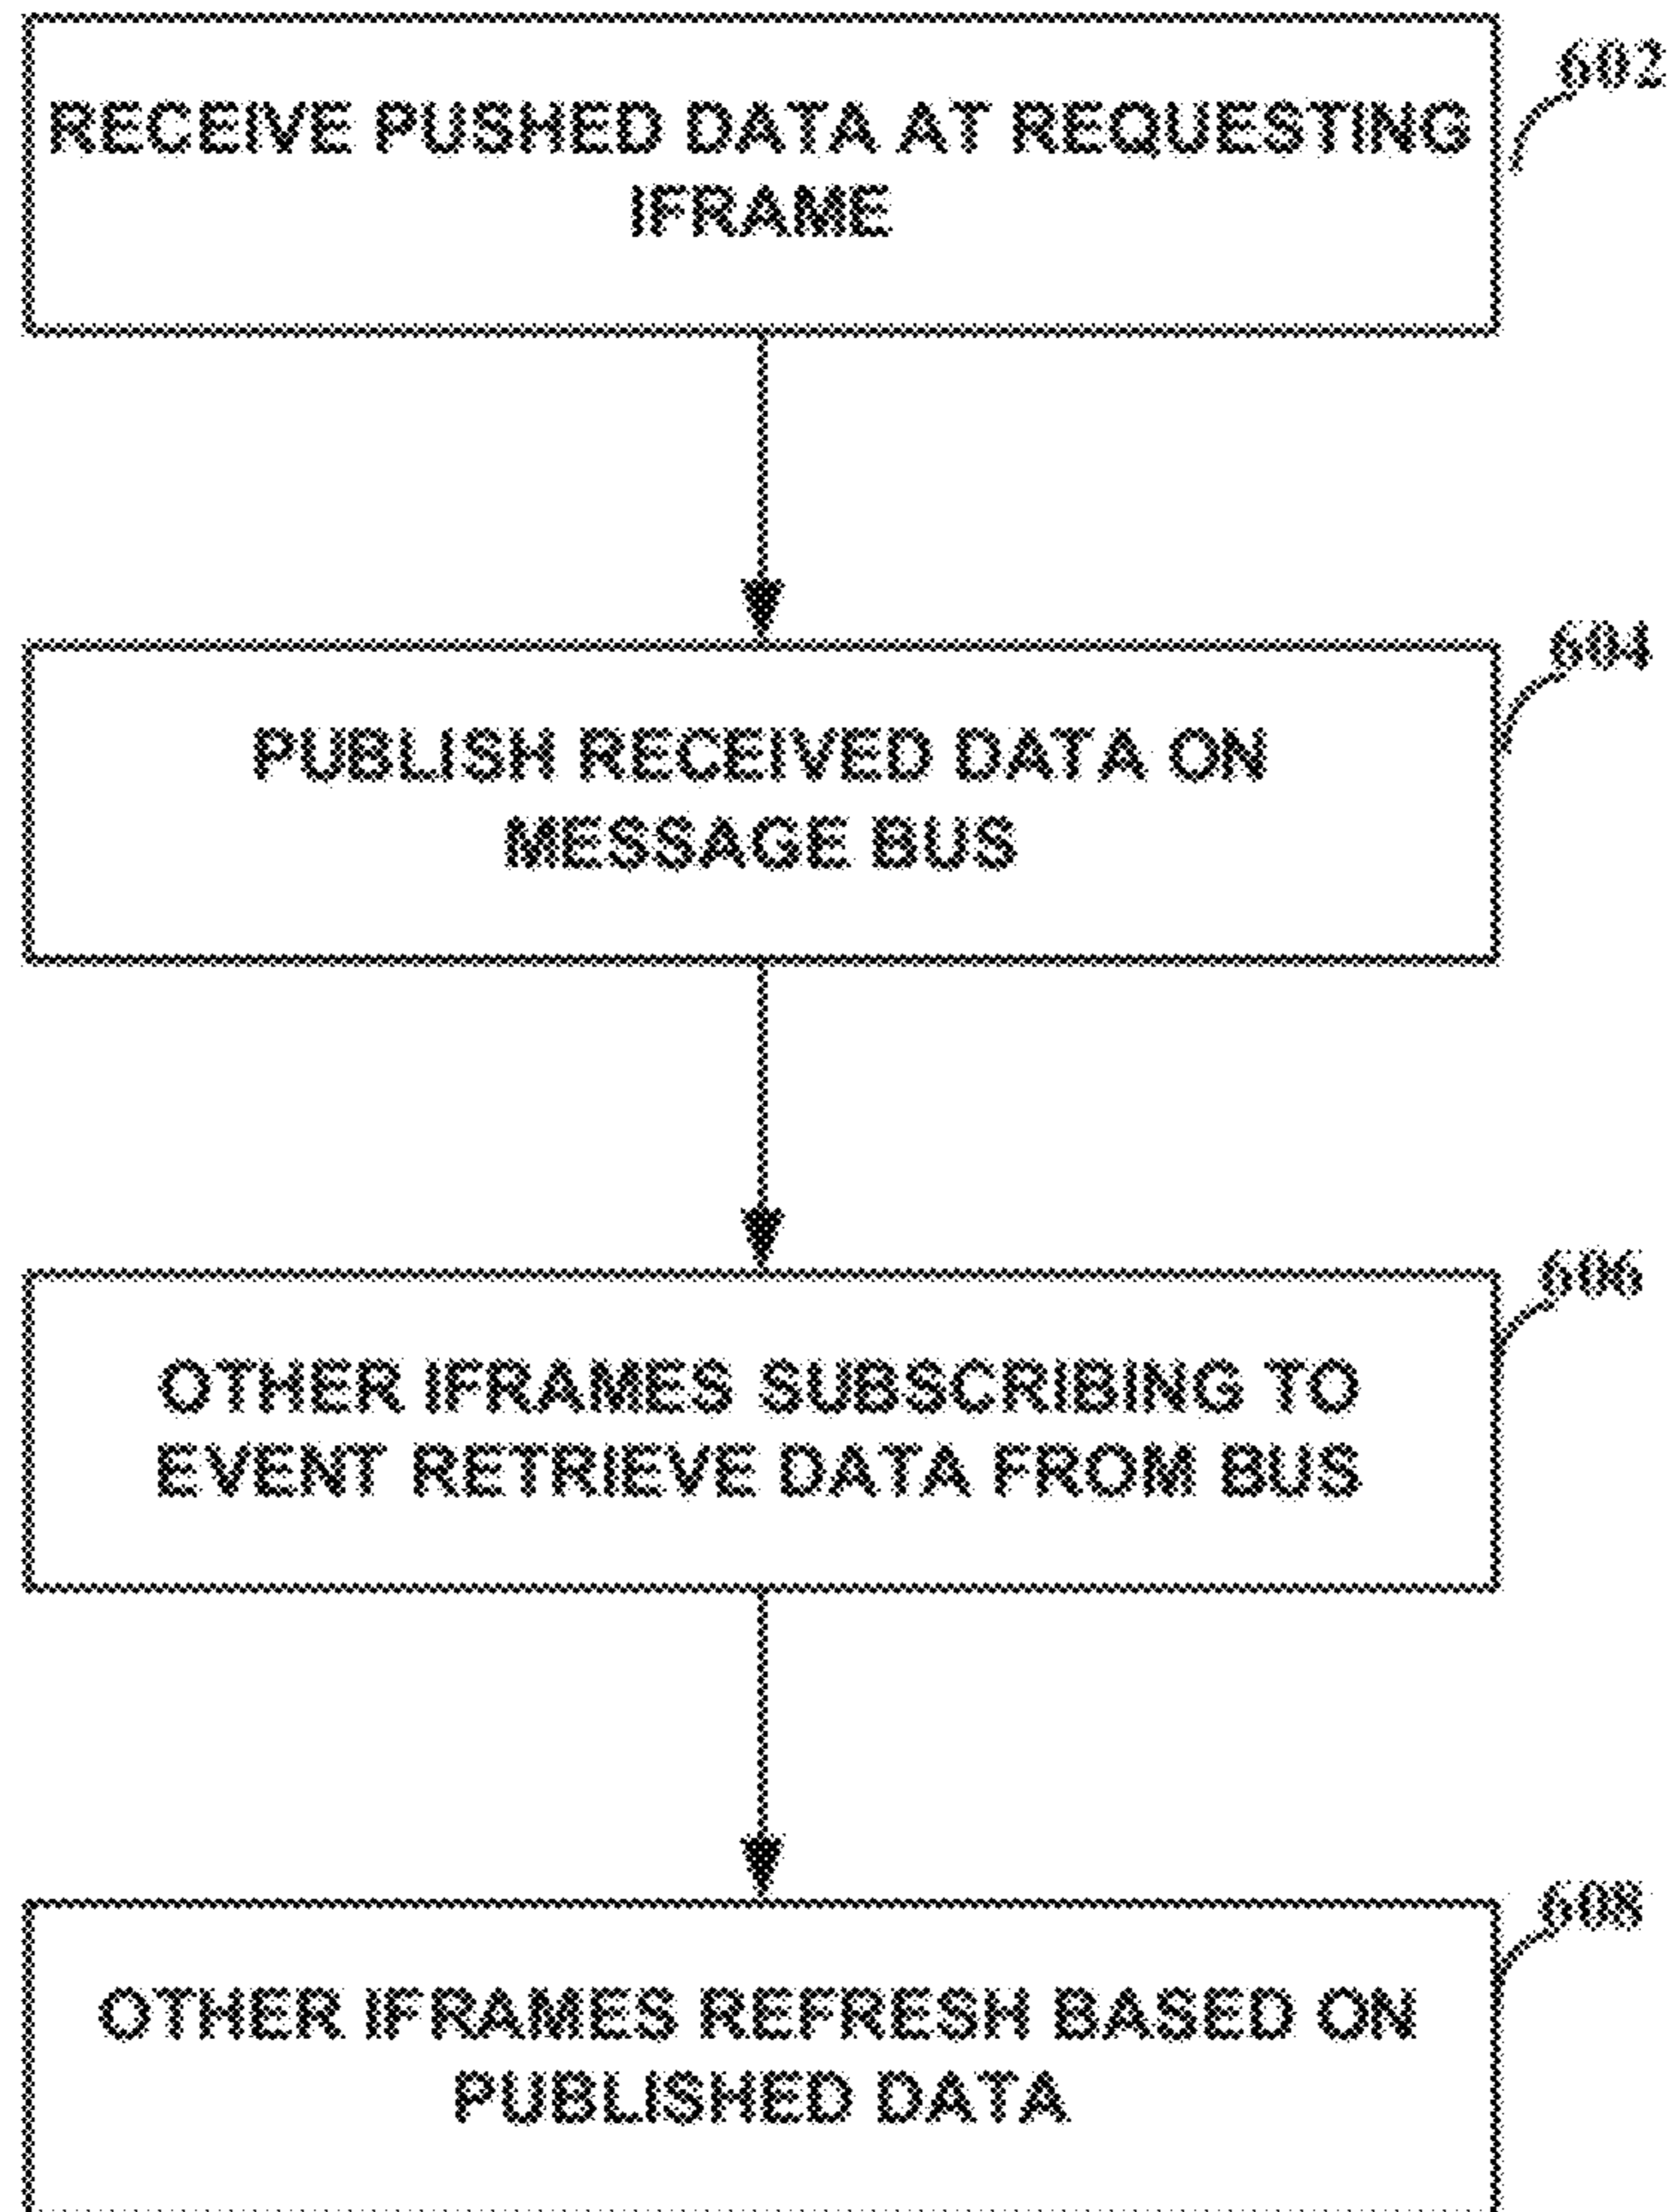 602
RECEIVE PUSHED DATA AT REQUESTING
IFRAME
604
PUBLISH RECEIVED DATA ON
MESSAGE BUS
606
OTHER IFRAMES SUBSCRIBING TO
EVENT RETRIEVE DATA FROM BUS
608
OTHER IFRAMES REFRESH BASED ON
PUBLISHED DATA